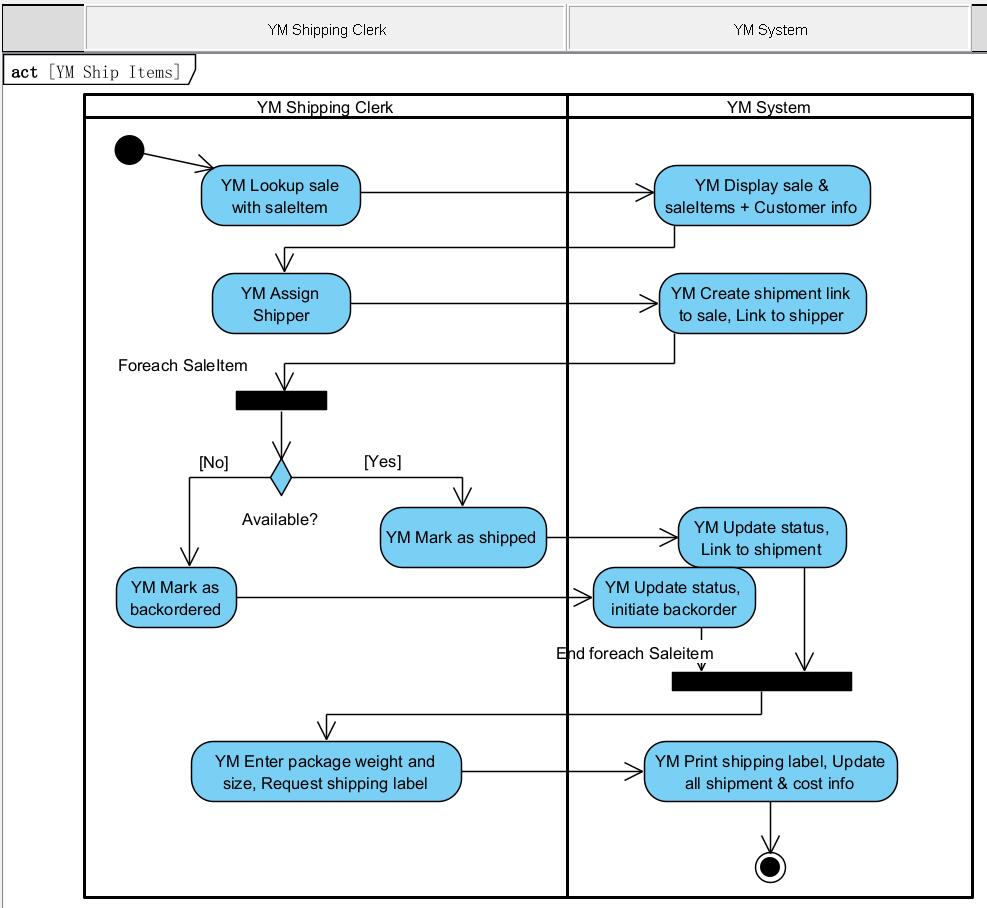 YM Shipping Clerk
YM System
act [YM Ship Items]
YM Shipping Clerk
YM System
YM Lookup sale
with saleItem
YM Display sale &
saleItems + Customer info
YM Assign
Shipper
YM Create shipment link
to sale, Link to shipper
Foreach SaleItem
[No]
[Yes]
Available?
YM Mark as shipped
YM Update status,
Link to shipment
YM Mark as
backordered
YM Update status,
initiate backorder
End foreach Saleitem
YM Enter package weight and
size, Request shipping label
YM Print shipping label, Update
all shipment & cost info